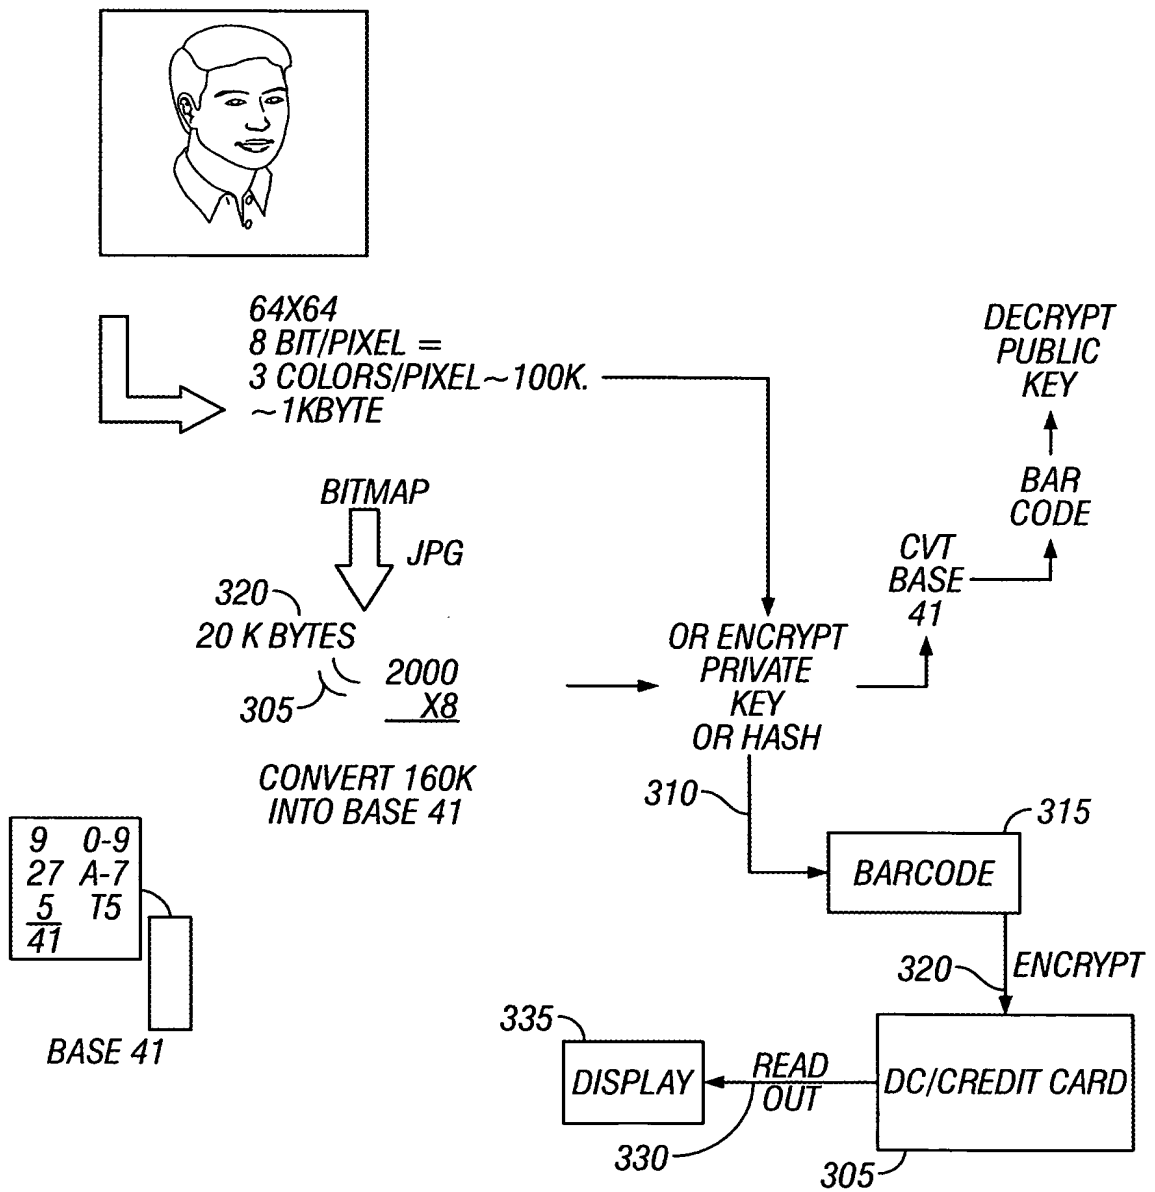 64X64
8 BIT/PIXEL =
3 COLORS/PIXEL~100K.
~1KBYTE
BITMAP
JPG
320
20 K BYTES
305
2000
X8
CONVERT 160K
INTO BASE 41
9 0-9
27 A-7
5 T5
41
BASE 41
OR ENCRYPT
PRIVATE
KEY
OR HASH
CVT
BASE
41
BAR
CODE
DECRYPT
PUBLIC
KEY
310
315
BARCODE
320
ENCRYPT
335
DISPLAY
READ
OUT
330
DC/CREDIT CARD
305